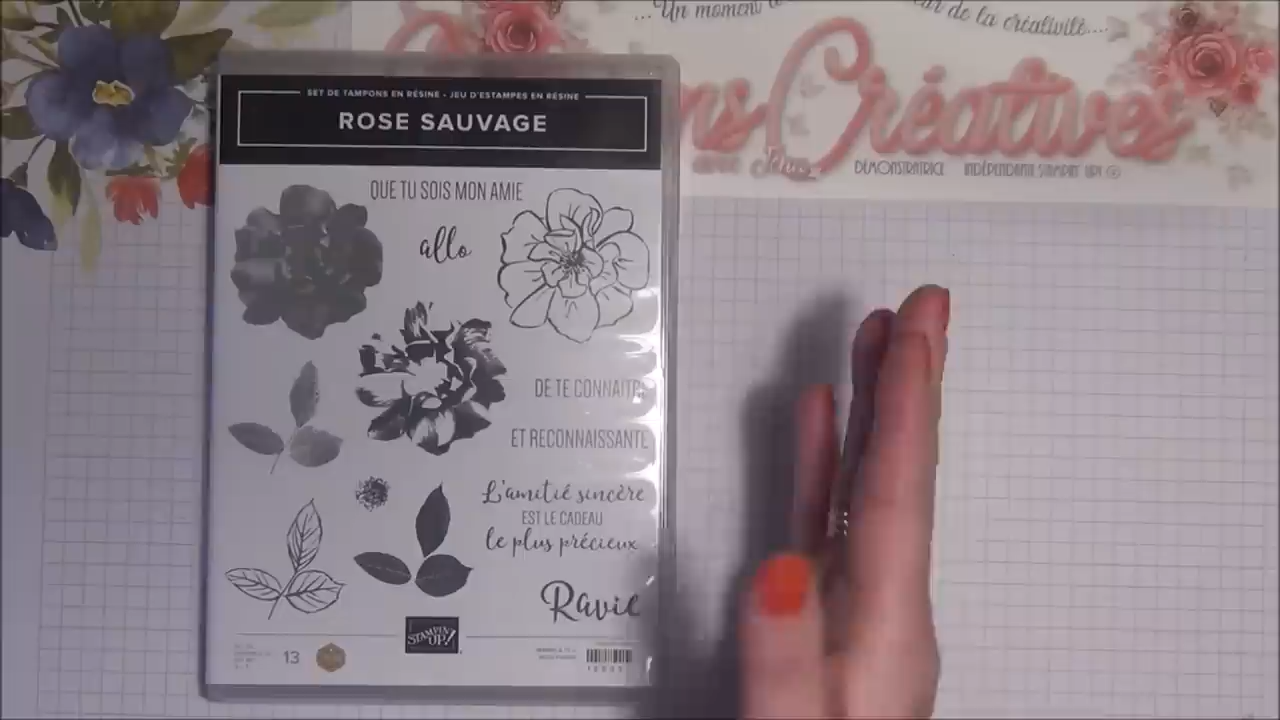 ...Un moment
de la créativité....
ns Créatives
DÉMONSTRATRICE INDÉPENDANTE STAMPIN' UP! ©
SET DE TAMPONS EN RÉSINE • JEU D'ESTAMPES EN RÉSINE
ROSE SAUVAGE
QUE TU SOIS MON AMIE
allo
DE TE CONNAITRE
ET RECONNAISSANTE
L'amitié sincère
EST LE CADEAU
le plus précieux
Ravie
STAMPIN' UP!
13